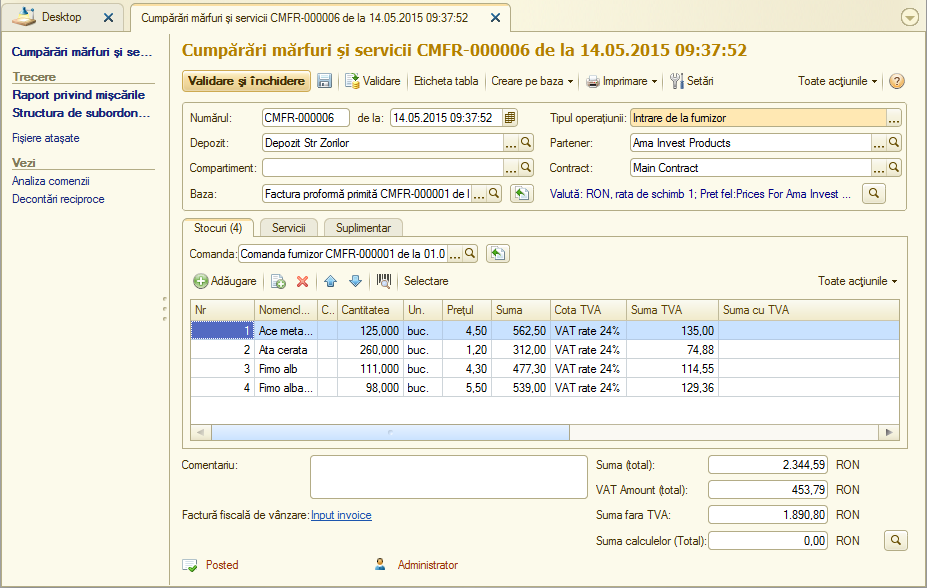 Desktop
Cumpărări mărfuri și servicii CMFR-000006 de la 14.05.2015 09:37:52
Cumpărări mărfuri și se...
Trecere
Raport privind mișcările
Structura de subordon...
Fișiere atașate
Vezi
Analiza comenzii
Decontări reciproce
Cumpărări mărfuri și servicii CMFR-000006 de la 14.05.2015 09:37:52
Validare și închidere Validare Eticheta tabla Creare pe baza Imprimare Setări Toate acțiunile ?
Numărul: CMFR-000006 de la: 14.05.2015 09:37:52 Tipul operațiunii: Intrare de la furnizor ...
Depozit: Depozit Str Zorilor ... Partener: Ama Invest Products ...
Compartiment: ... Contract: Main Contract ...
Baza: Factura proformă primită CMFR-000001 de l ... Valută: RON, rata de schimb 1; Pret fel:Prices For Ama Invest ...
Stocuri (4) Servicii Suplimentar
Comanda: Comanda furnizor CMFR-000001 de la 01.0 ...
Adăugare Selectare Toate acțiunile
Nr Nomencl... C.. Cantitatea Un. Prețul Suma Cota TVA Suma TVA Suma cu TVA
1 Ace meta... 125,000 buc. 4,50 562,50 VAT rate 24% 135,00
2 Ata cerata 260,000 buc. 1,20 312,00 VAT rate 24% 74,88
3 Fimo alb 111,000 buc. 4,30 477,30 VAT rate 24% 114,55
4 Fimo alba... 98,000 buc. 5,50 539,00 VAT rate 24% 129,36
Comentariu: Suma (total): 2.344,59 RON
VAT Amount (total): 453,79 RON
Factură fiscală de vânzare: Input invoice Suma fara TVA: 1.890,80 RON
Suma calculelor (Total): 0,00 RON
Posted Administrator